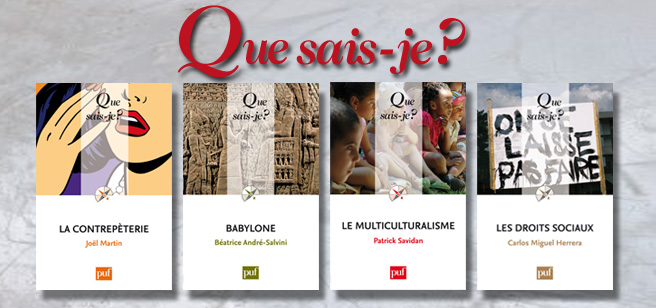 Que sais-je?
Que
sais-je?
LA CONTREPÈTERIE
Joël Martin
puf
Que
sais-je?
BABYLONE
Béatrice André-Salvini
puf
Que
sais-je?
LE MULTICULTURALISME
Patrick Savidan
puf
Que
sais-je?
ON SE
LAISSE
PAS FAIRE
LES DROITS SOCIAUX
Carlos Miguel Herrera
puf